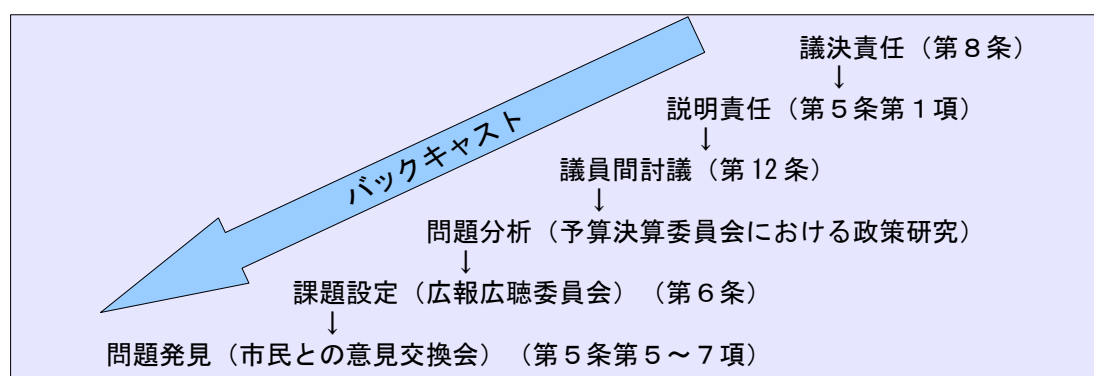 議決責任（第８条）
↓
説明責任（第５条第１項）
↓
議員間討議（第12条）
↓
問題分析（予算決算委員会における政策研究）
↓
課題設定（広報広聴委員会）（第６条）
↓
問題発見（市民との意見交換会）（第５条第５～７項）
バックキャスト